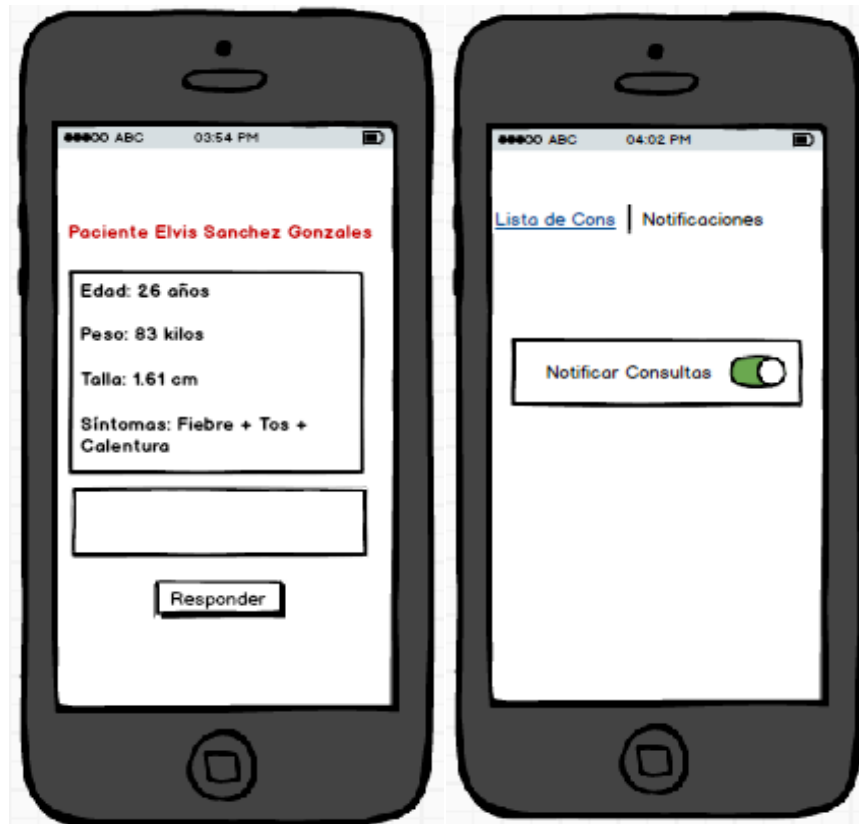 ABC 03:54 PM
Paciente Elvis Sanchez Gonzales
Edad: 26 años
Peso: 83 kilos
Talla: 1.61 cm
Síntomas: Fiebre + Tos +
Calentura
Responder
ABC 04:02 PM
Lista de Cons | Notificaciones
Notificar Consultas